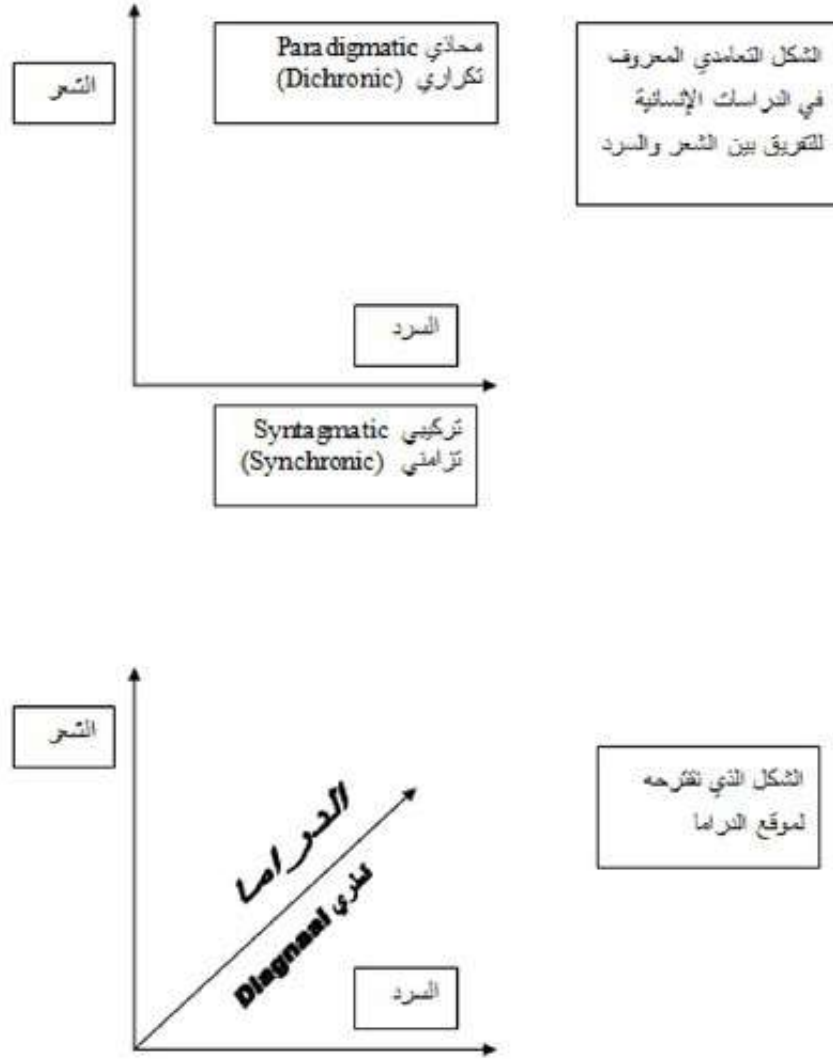 محاذي Paradigmatic
تكراري (Dichronic)
الشكل التعامدي المعروف
في الدراسات الإنسانية
للتفريق بين الشعر والسرد
الشعر
السرد
تركيبي Syntagmatic
تزامني (Synchronic)
الشعر
الشكل الذي نقترحه
لموقع الدراما
الدراما
قطري Diagnaal
السرد